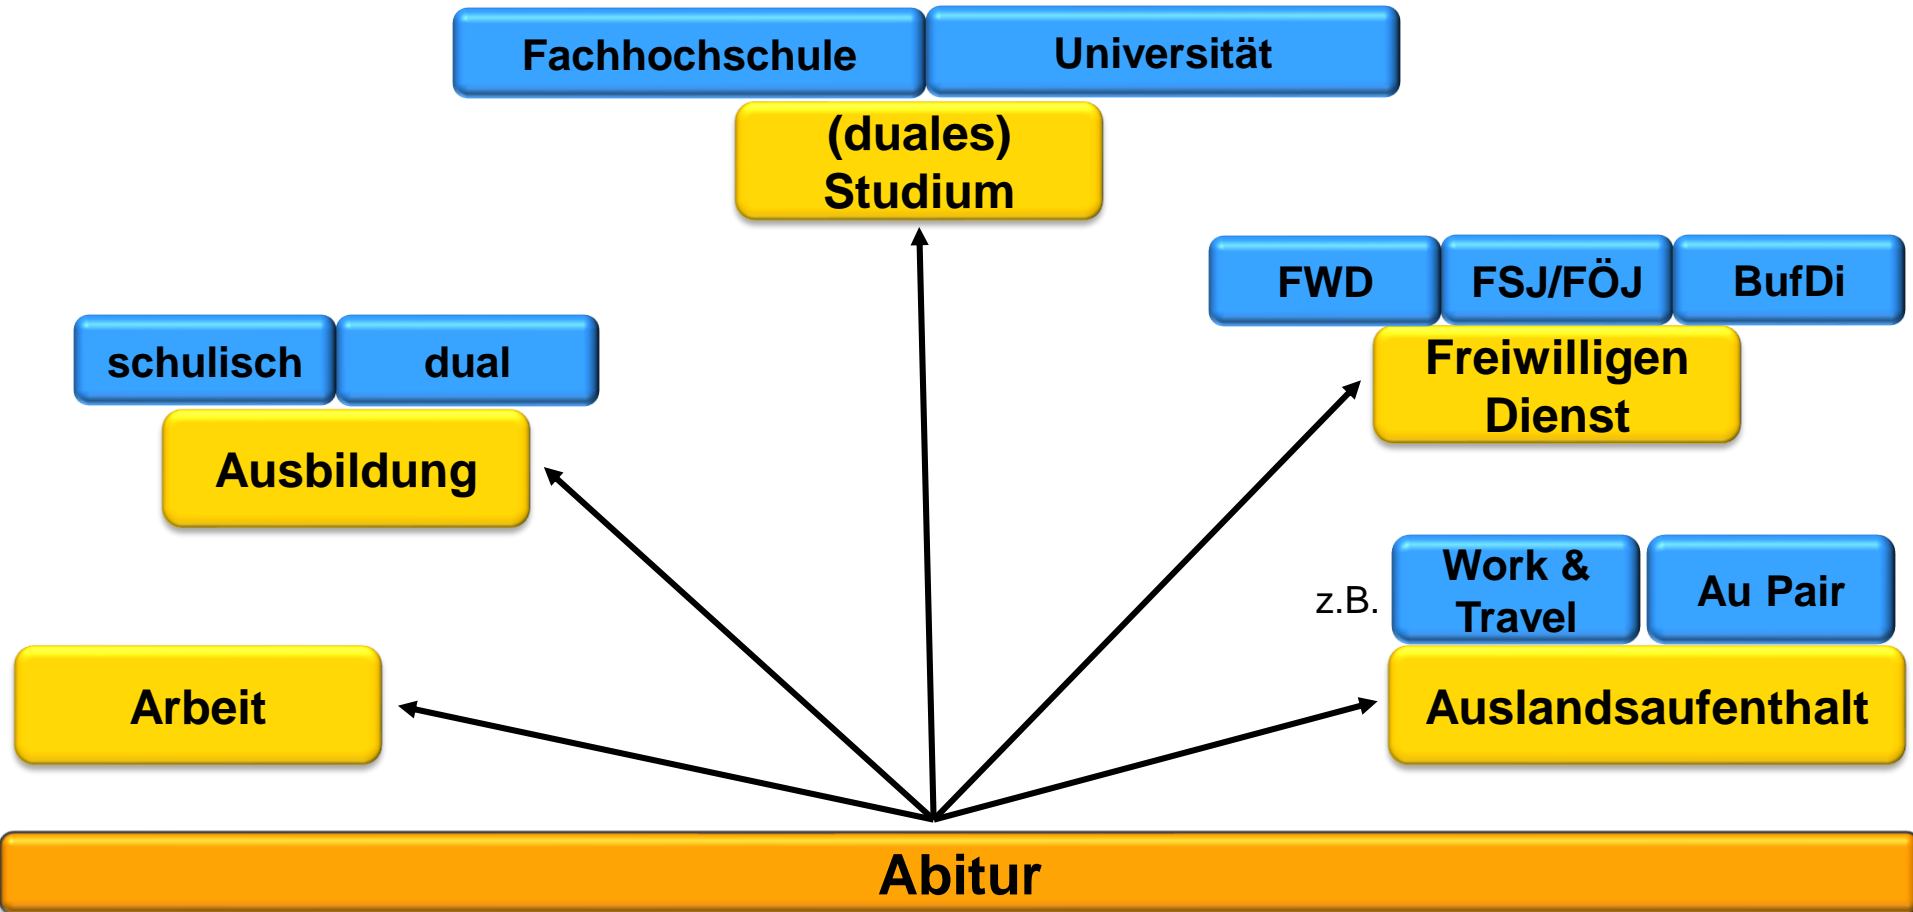 Fachhochschule
Universität
(duales)
Studium
FWD
FSJ/FÖJ
BufDi
Freiwilligen
Dienst
schulisch
dual
Ausbildung
z.B.
Work &
Travel
Au Pair
Arbeit
Auslandsaufenthalt
Abitur